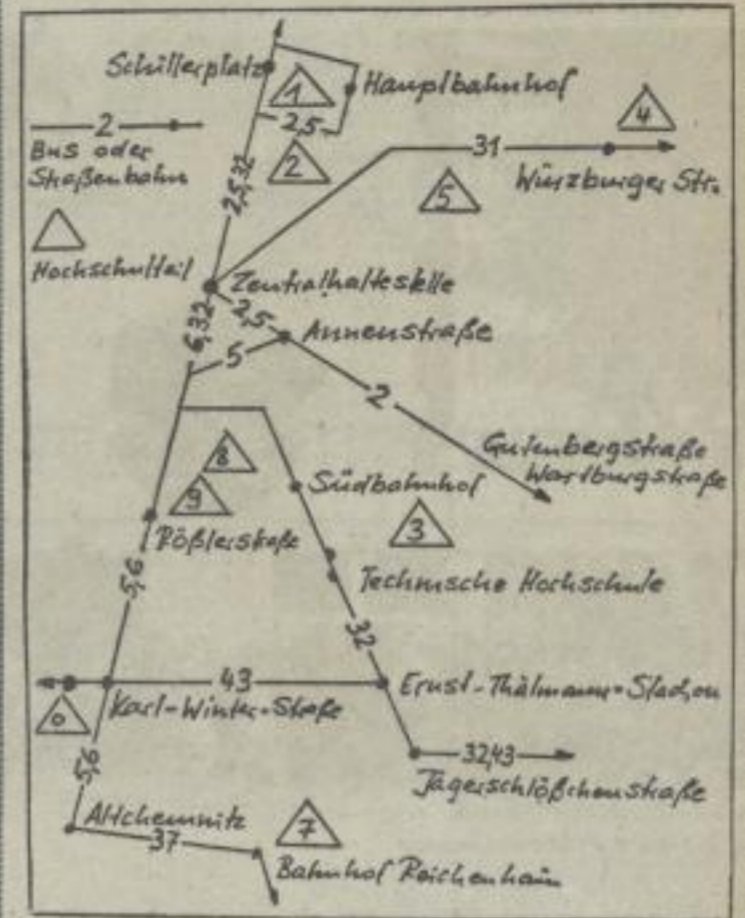 Schillerplatz
1
Hauptbahnhof
2,5
4
2
Bus oder
Straßenbahn
2
31
Würzburger Str.
5
2,5,32
Hochschulteil
Zentralhaltestelle
6,32
2,5
Annenstraße
5
2
Gutenbergstraße
Wartburgstraße
8
9
Südbahnhof
3
Rößlerstraße
Technische Hochschule
5,6
32
43
Ernst-Thälmann-Stadion
0
Karl-Winter-Straße
5,6
32,43
Jägerschlößchenstraße
Altchemnitz
7
37
Bahnhof Reichenhain